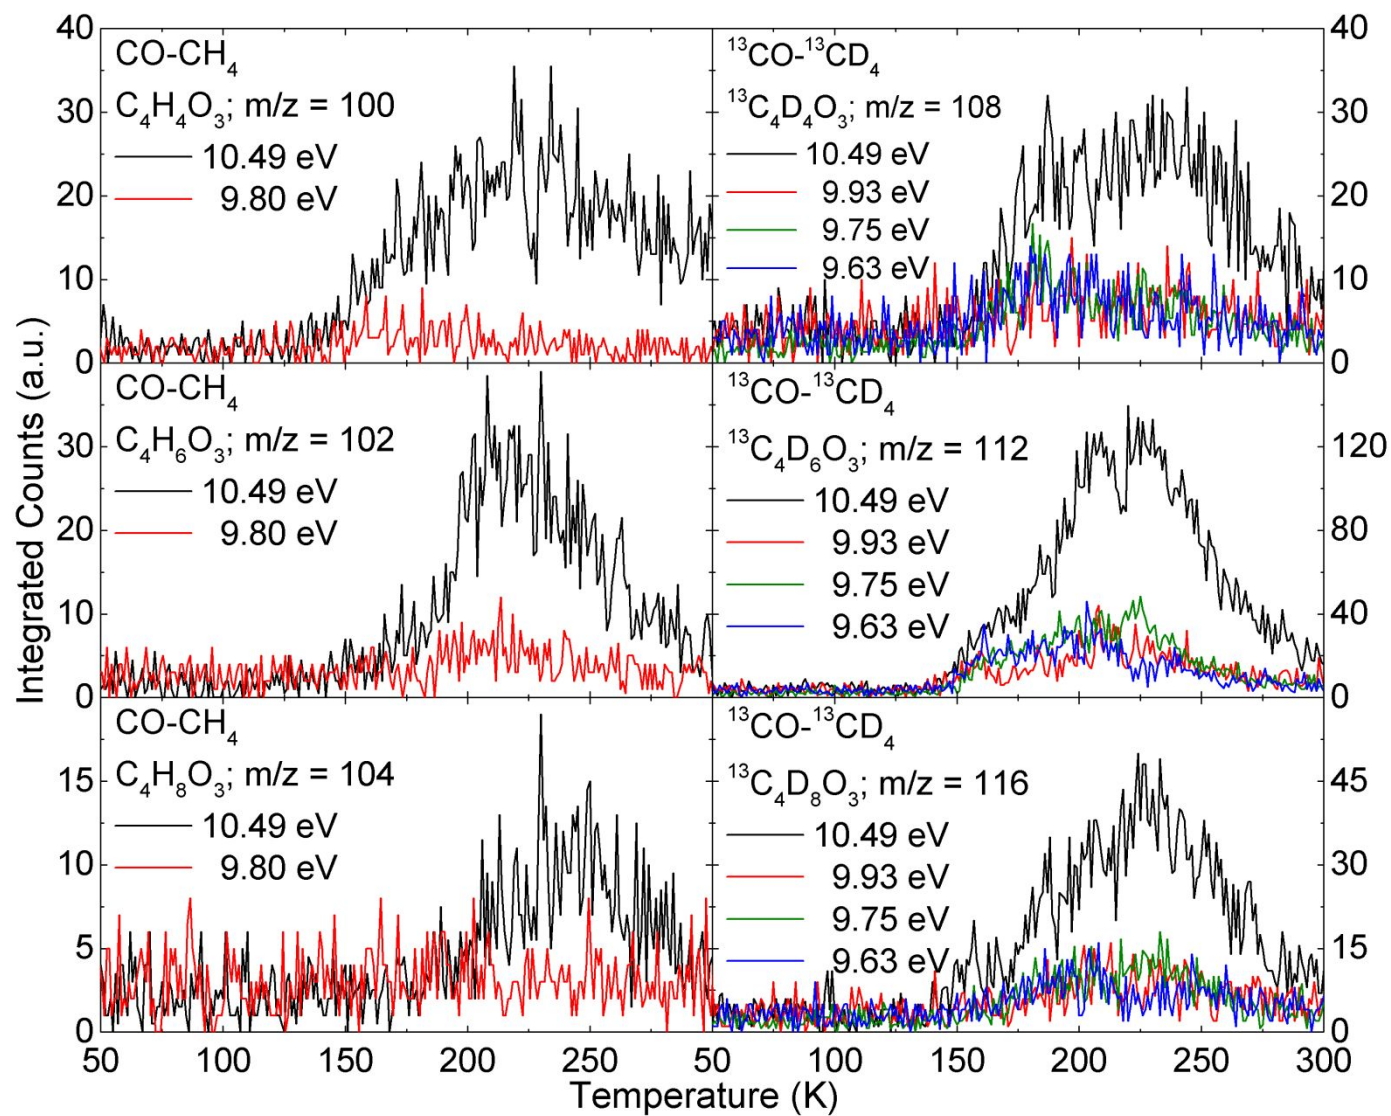 Integrated Counts (a.u.)
40
30
20
10
0
CO-CH₄
C₄H₄O₃; m/z = 100
10.49 eV
9.80 eV
¹³CO-¹³CD₄
¹³C₄D₄O₃; m/z = 108
10.49 eV
9.93 eV
9.75 eV
9.63 eV
40
30
20
10
0
30
20
10
0
CO-CH₄
C₄H₆O₃; m/z = 102
10.49 eV
9.80 eV
¹³CO-¹³CD₄
¹³C₄D₆O₃; m/z = 112
10.49 eV
9.93 eV
9.75 eV
9.63 eV
120
80
40
0
15
10
5
0
CO-CH₄
C₄H₈O₃; m/z = 104
10.49 eV
9.80 eV
¹³CO-¹³CD₄
¹³C₄D₈O₃; m/z = 116
10.49 eV
9.93 eV
9.75 eV
9.63 eV
45
30
15
0
50 100 150 200 250 50 100 150 200 250 300
Temperature (K)